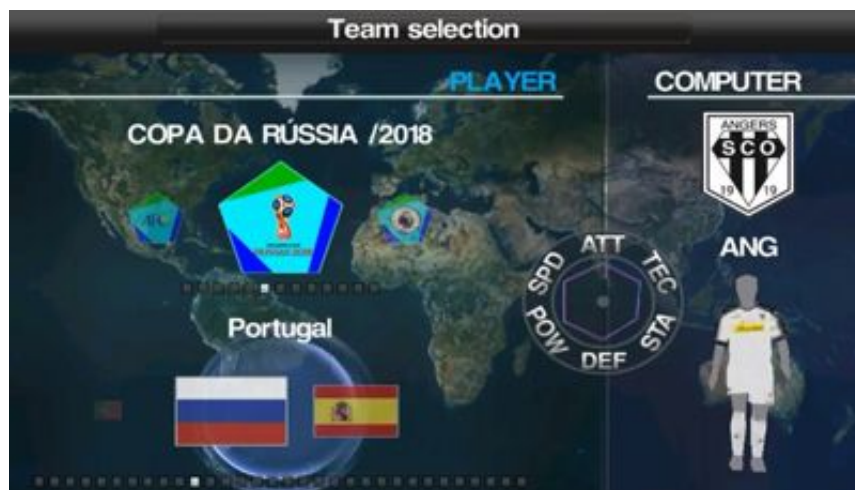 Team selection
PLAYER
COMPUTER
COPA DA RÚSSIA /2018
ANGERS
SCO
19 19
AFC
ANG
ATT
SPD
TEC
POW
STA
DEF
Portugal